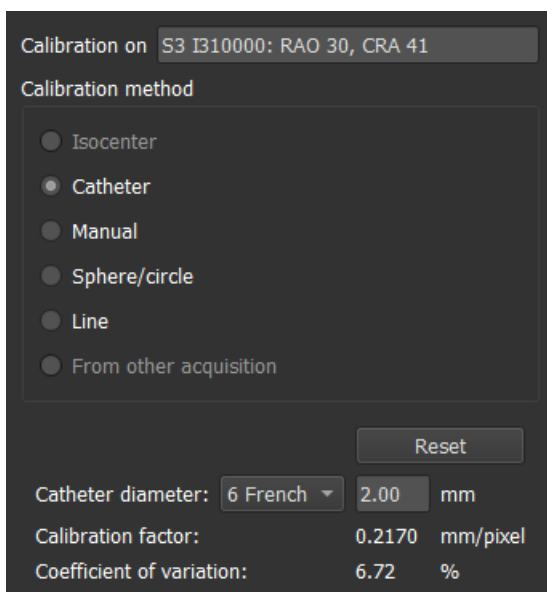 Calibration on S3 I310000: RAO 30, CRA 41
Calibration method
Isocenter
Catheter
Manual
Sphere/circle
Line
From other acquisition
Reset
Catheter diameter: 6 French 2.00 mm
Calibration factor: 0.2170 mm/pixel
Coefficient of variation: 6.72 %